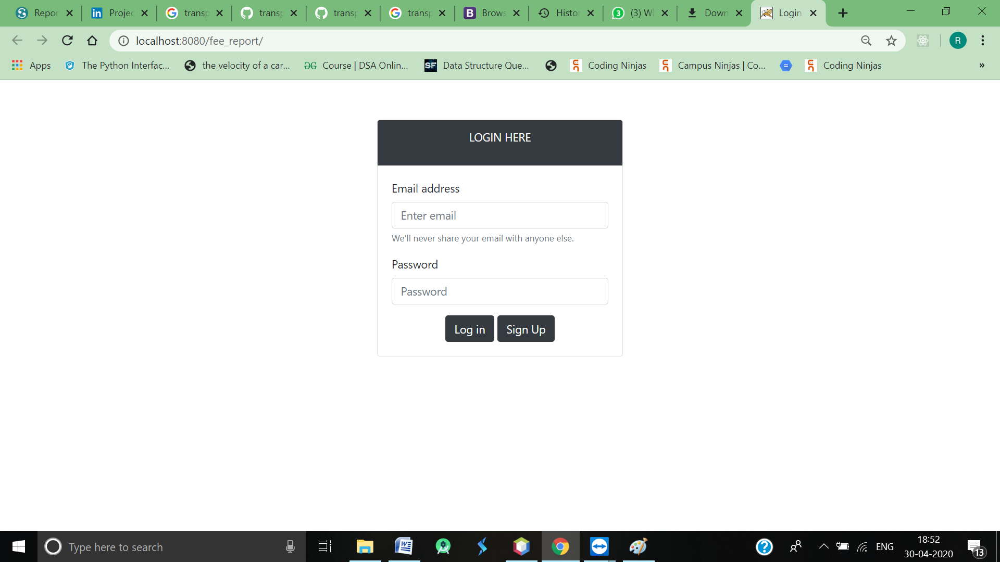 Repor
Projec
transp
transp
transp
transp
Brows
Histor
(3) W
Down
Login
localhost:8080/fee_report/
R
Apps
The Python Interfac...
the velocity of a car...
Course | DSA Onlin...
SF Data Structure Que...
Coding Ninjas
Campus Ninjas | Co...
Coding Ninjas
»
LOGIN HERE
Email address
Enter email
We'll never share your email with anyone else.
Password
Password
Log in Sign Up
Type here to search
ENG
18:52
30-04-2020
13